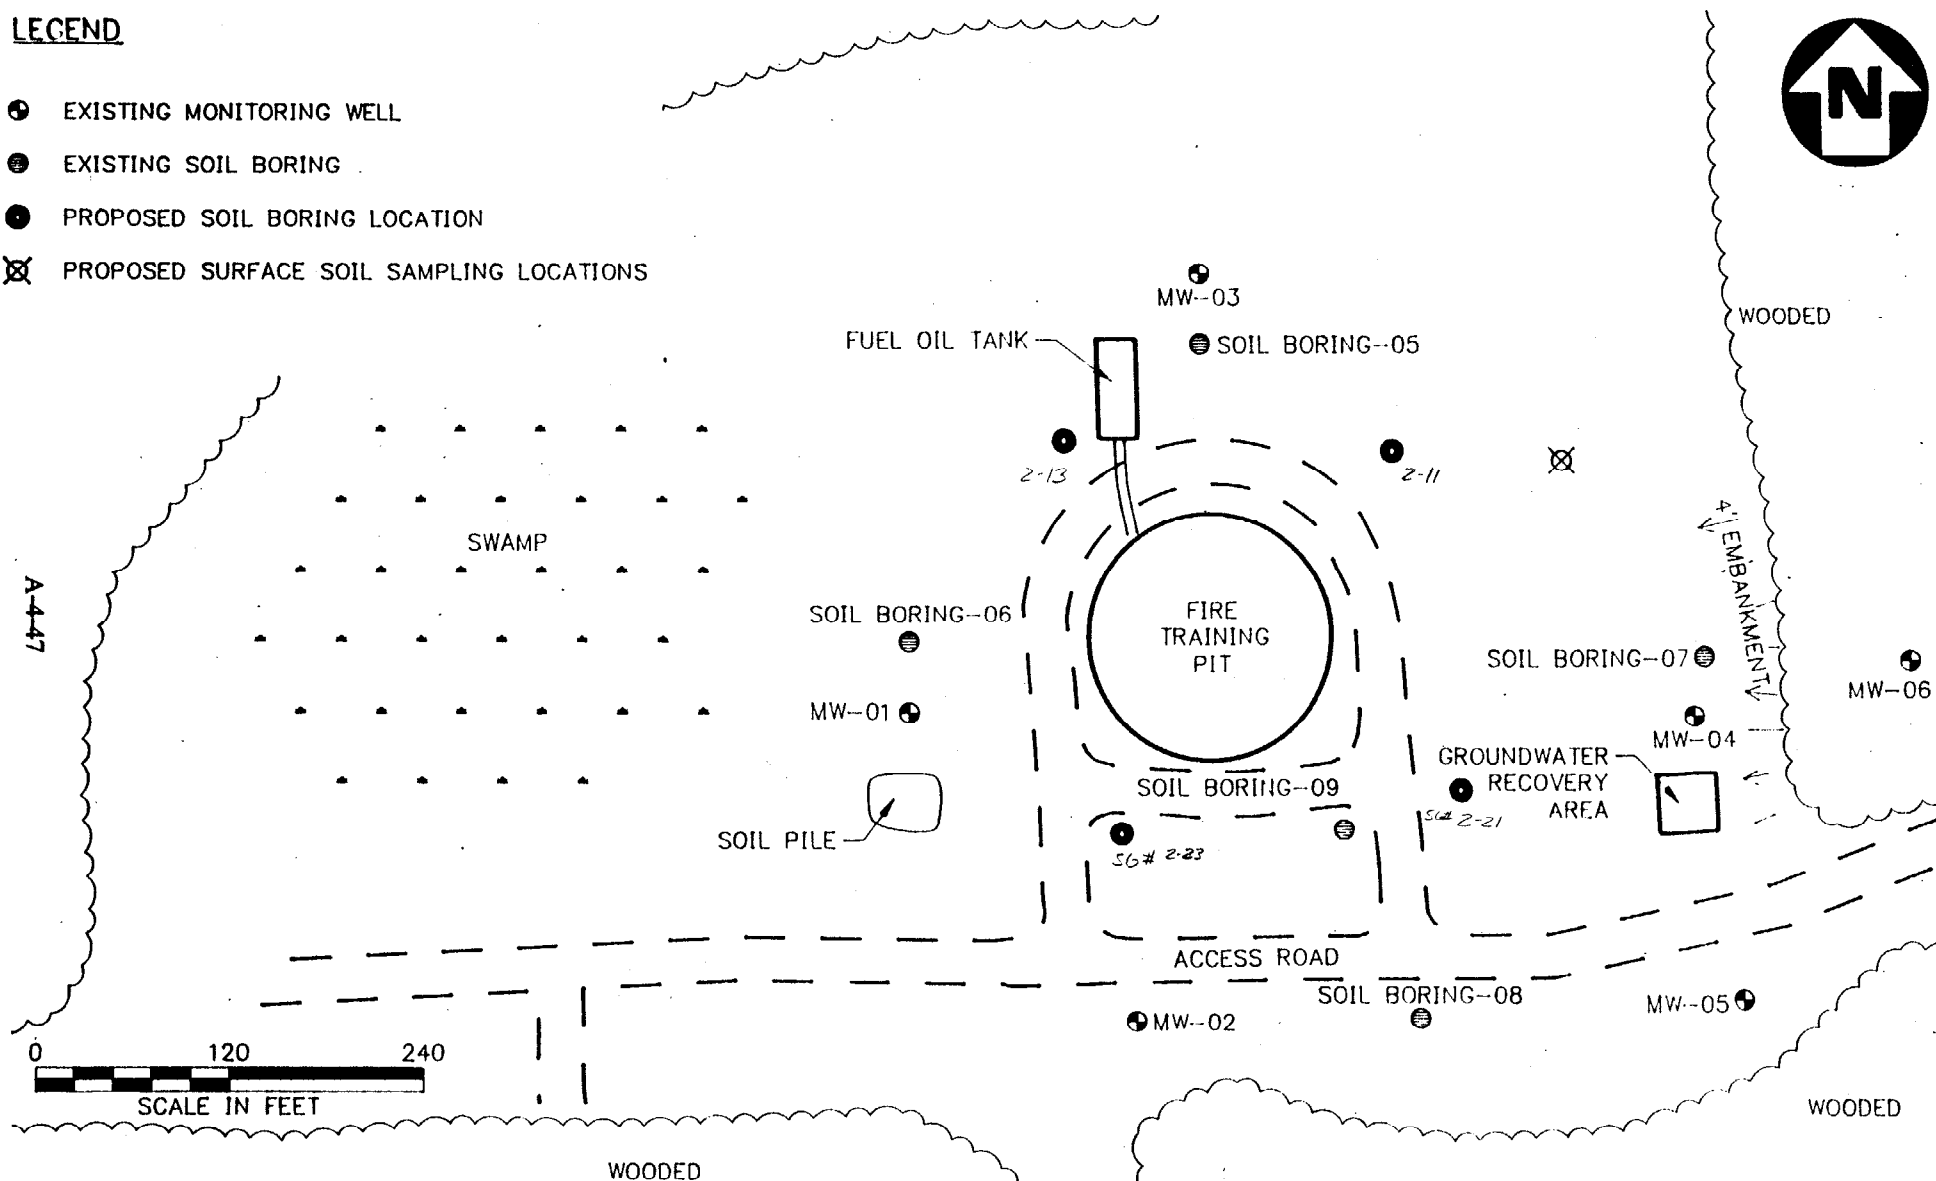 LEGEND
EXISTING MONITORING WELL
EXISTING SOIL BORING
PROPOSED SOIL BORING LOCATION
PROPOSED SURFACE SOIL SAMPLING LOCATIONS
N
MW-03
WOODED
FUEL OIL TANK
SOIL BORING-05
2-13
2-11
4' EMBANKMENT
SWAMP
A-4-47
SOIL BORING-06
FIRE
TRAINING
PIT
SOIL BORING-07
MW-06
MW-01
MW-04
GROUNDWATER
RECOVERY
AREA
SOIL BORING-09
SG# 2-21
SOIL PILE
SG# 2-23
ACCESS ROAD
SOIL BORING-08
MW-05
MW-02
0 120 240
SCALE IN FEET
WOODED
WOODED